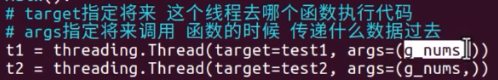 # target指定将来 这个线程去哪个函数执行代码
# args指定将来调用 函数的时候 传递什么数据过去
t1 = threading.Thread(target=test1, args=(g_nums,))
t2 = threading.Thread(target=test2, args=(g_nums,))